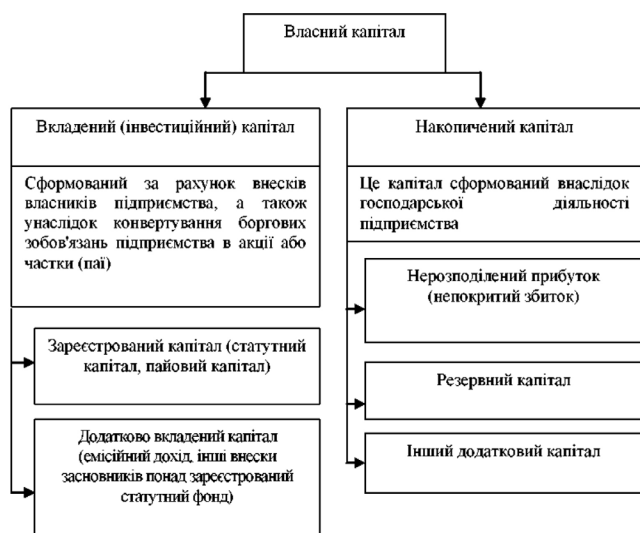 Власний капітал
Вкладений (інвестиційний) капітал
Сформований за рахунок внесків
власників підприємства, а також
унаслідок конвертування боргових
зобов'язань підприємства в акції або
частки (паї)
Зареєстрований капітал (статутний
капітал, пайовий капітал)
Додатково вкладений капітал
(емісійний дохід, інші внески
засновників понад зареєстрований
статутний фонд)
Накопичений капітал
Це капітал сформований внаслідок
господарської діяльності
підприємства
Нерозподілений прибуток
(непокритий збиток)
Резервний капітал
Інший додатковий капітал